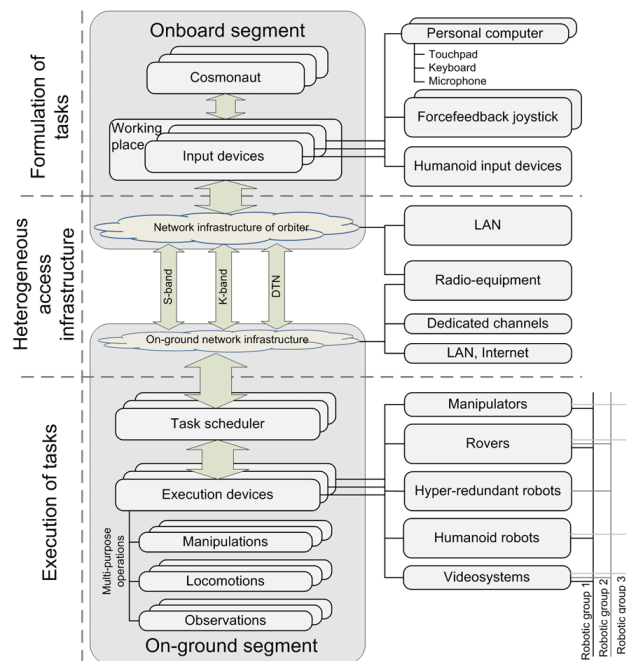 Formulation of
tasks
Onboard segment
Cosmonaut
Working
place
Input devices
Personal computer
Touchpad
Keyboard
Microphone
Forcefeedback joystick
Humanoid input devices
Heterogeneous
access
infrastructure
Network infrastructure of orbiter
S-band
K-band
DTN
On-ground network infrastructure
LAN
Radio-equipment
Dedicated channels
LAN, Internet
Execution of tasks
Task scheduler
Execution devices
Multi-purpose
operations
Manipulations
Locomotions
Observations
On-ground segment
Manipulators
Rovers
Hyper-redundant robots
Humanoid robots
Videosystems
Robotic group 1
Robotic group 2
Robotic group 3